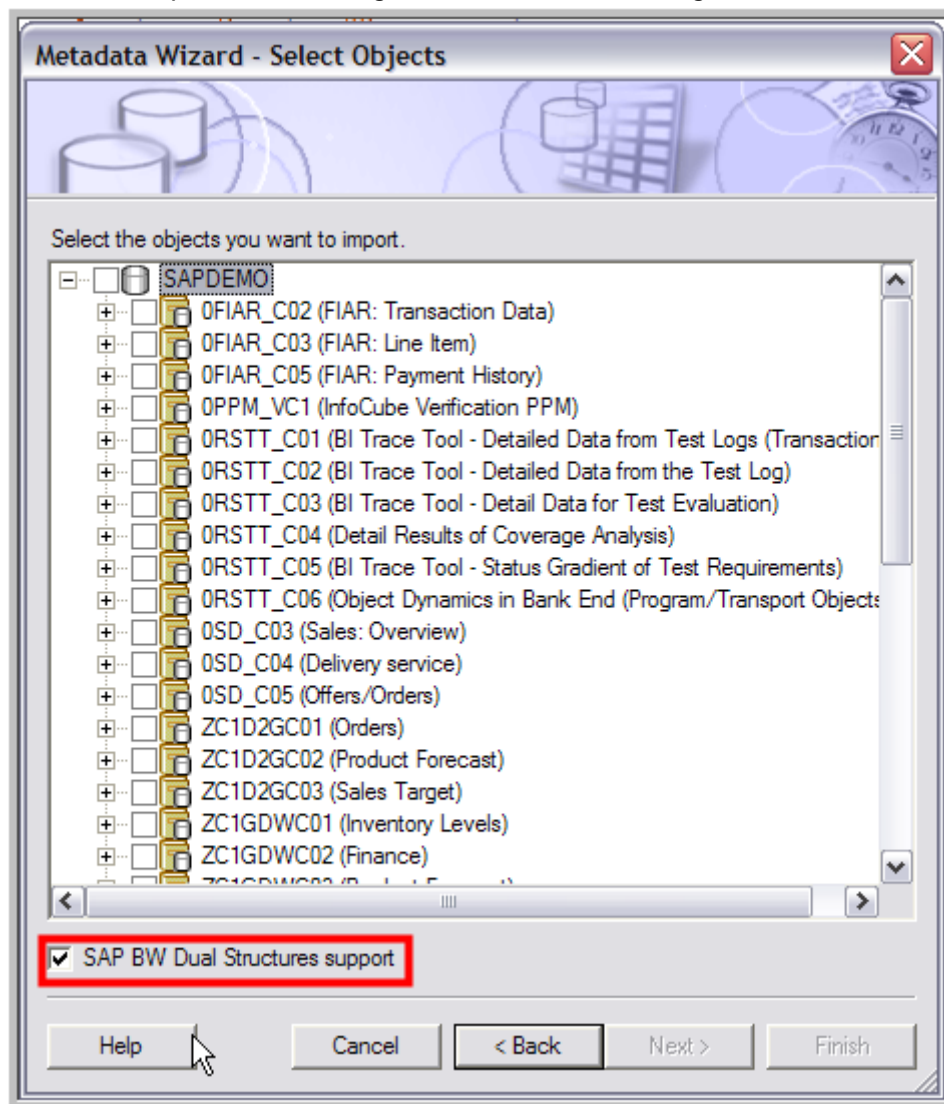 Metadata Wizard - Select Objects
Select the objects you want to import.
SAPDEMO
0FIAR_C02 (FIAR: Transaction Data)
0FIAR_C03 (FIAR: Line Item)
0FIAR_C05 (FIAR: Payment History)
0PPM_VC1 (InfoCube Verification PPM)
0RSTT_C01 (BI Trace Tool - Detailed Data from Test Logs (Transaction
0RSTT_C02 (BI Trace Tool - Detailed Data from the Test Log)
0RSTT_C03 (BI Trace Tool - Detail Data for Test Evaluation)
0RSTT_C04 (Detail Results of Coverage Analysis)
0RSTT_C05 (BI Trace Tool - Status Gradient of Test Requirements)
0RSTT_C06 (Object Dynamics in Bank End (Program/Transport Objects
0SD_C03 (Sales: Overview)
0SD_C04 (Delivery service)
0SD_C05 (Offers/Orders)
ZC1D2GC01 (Orders)
ZC1D2GC02 (Product Forecast)
ZC1D2GC03 (Sales Target)
ZC1GDWC01 (Inventory Levels)
ZC1GDWC02 (Finance)
SAP BW Dual Structures support
Help Cancel < Back Next > Finish